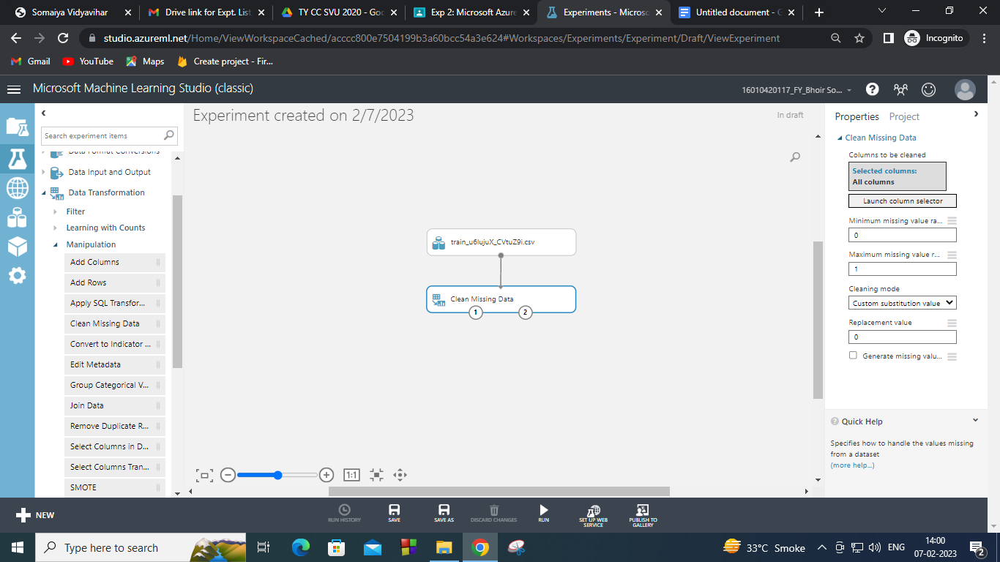 Somaiya Vidyavihar
Drive link for Expt. List
TY CC SVU 2020 - Goo
Exp 2: Microsoft Azure
Experiments - Microso
Untitled document - G
studio.azureml.net/Home/ViewWorkspaceCached/acccc800e7504199b3a60bcc54a3e624#Workspaces/Experiments/Experiment/Draft/ViewExperiment
Incognito
Gmail
YouTube
Maps
Create project - Fir...
Microsoft Machine Learning Studio (classic)
16010420117_FY_Bhoir So...
Search experiment items
Data Format Conversions
Data Input and Output
Data Transformation
Filter
Learning with Counts
Manipulation
Add Columns
Add Rows
Apply SQL Transfor...
Clean Missing Data
Convert to Indicator ...
Edit Metadata
Group Categorical V...
Join Data
Remove Duplicate R...
Select Columns in D...
Select Columns Tran...
SMOTE
Experiment created on 2/7/2023
In draft
train_u6lujuX_CVtuZ9i.csv
Clean Missing Data
1
2
1:1
Properties
Project
Clean Missing Data
Columns to be cleaned
Selected columns:
All columns
Launch column selector
Minimum missing value ra...
0
Maximum missing value r...
1
Cleaning mode
Custom substitution value
Replacement value
0
Generate missing valu...
Quick Help
Specifies how to handle the values missing
from a dataset
(more help...)
NEW
RUN HISTORY
SAVE
SAVE AS
DISCARD CHANGES
RUN
SET UP WEB
SERVICE
PUBLISH TO
GALLERY
Type here to search
33°C Smoke
ENG
14:00
07-02-2023
2